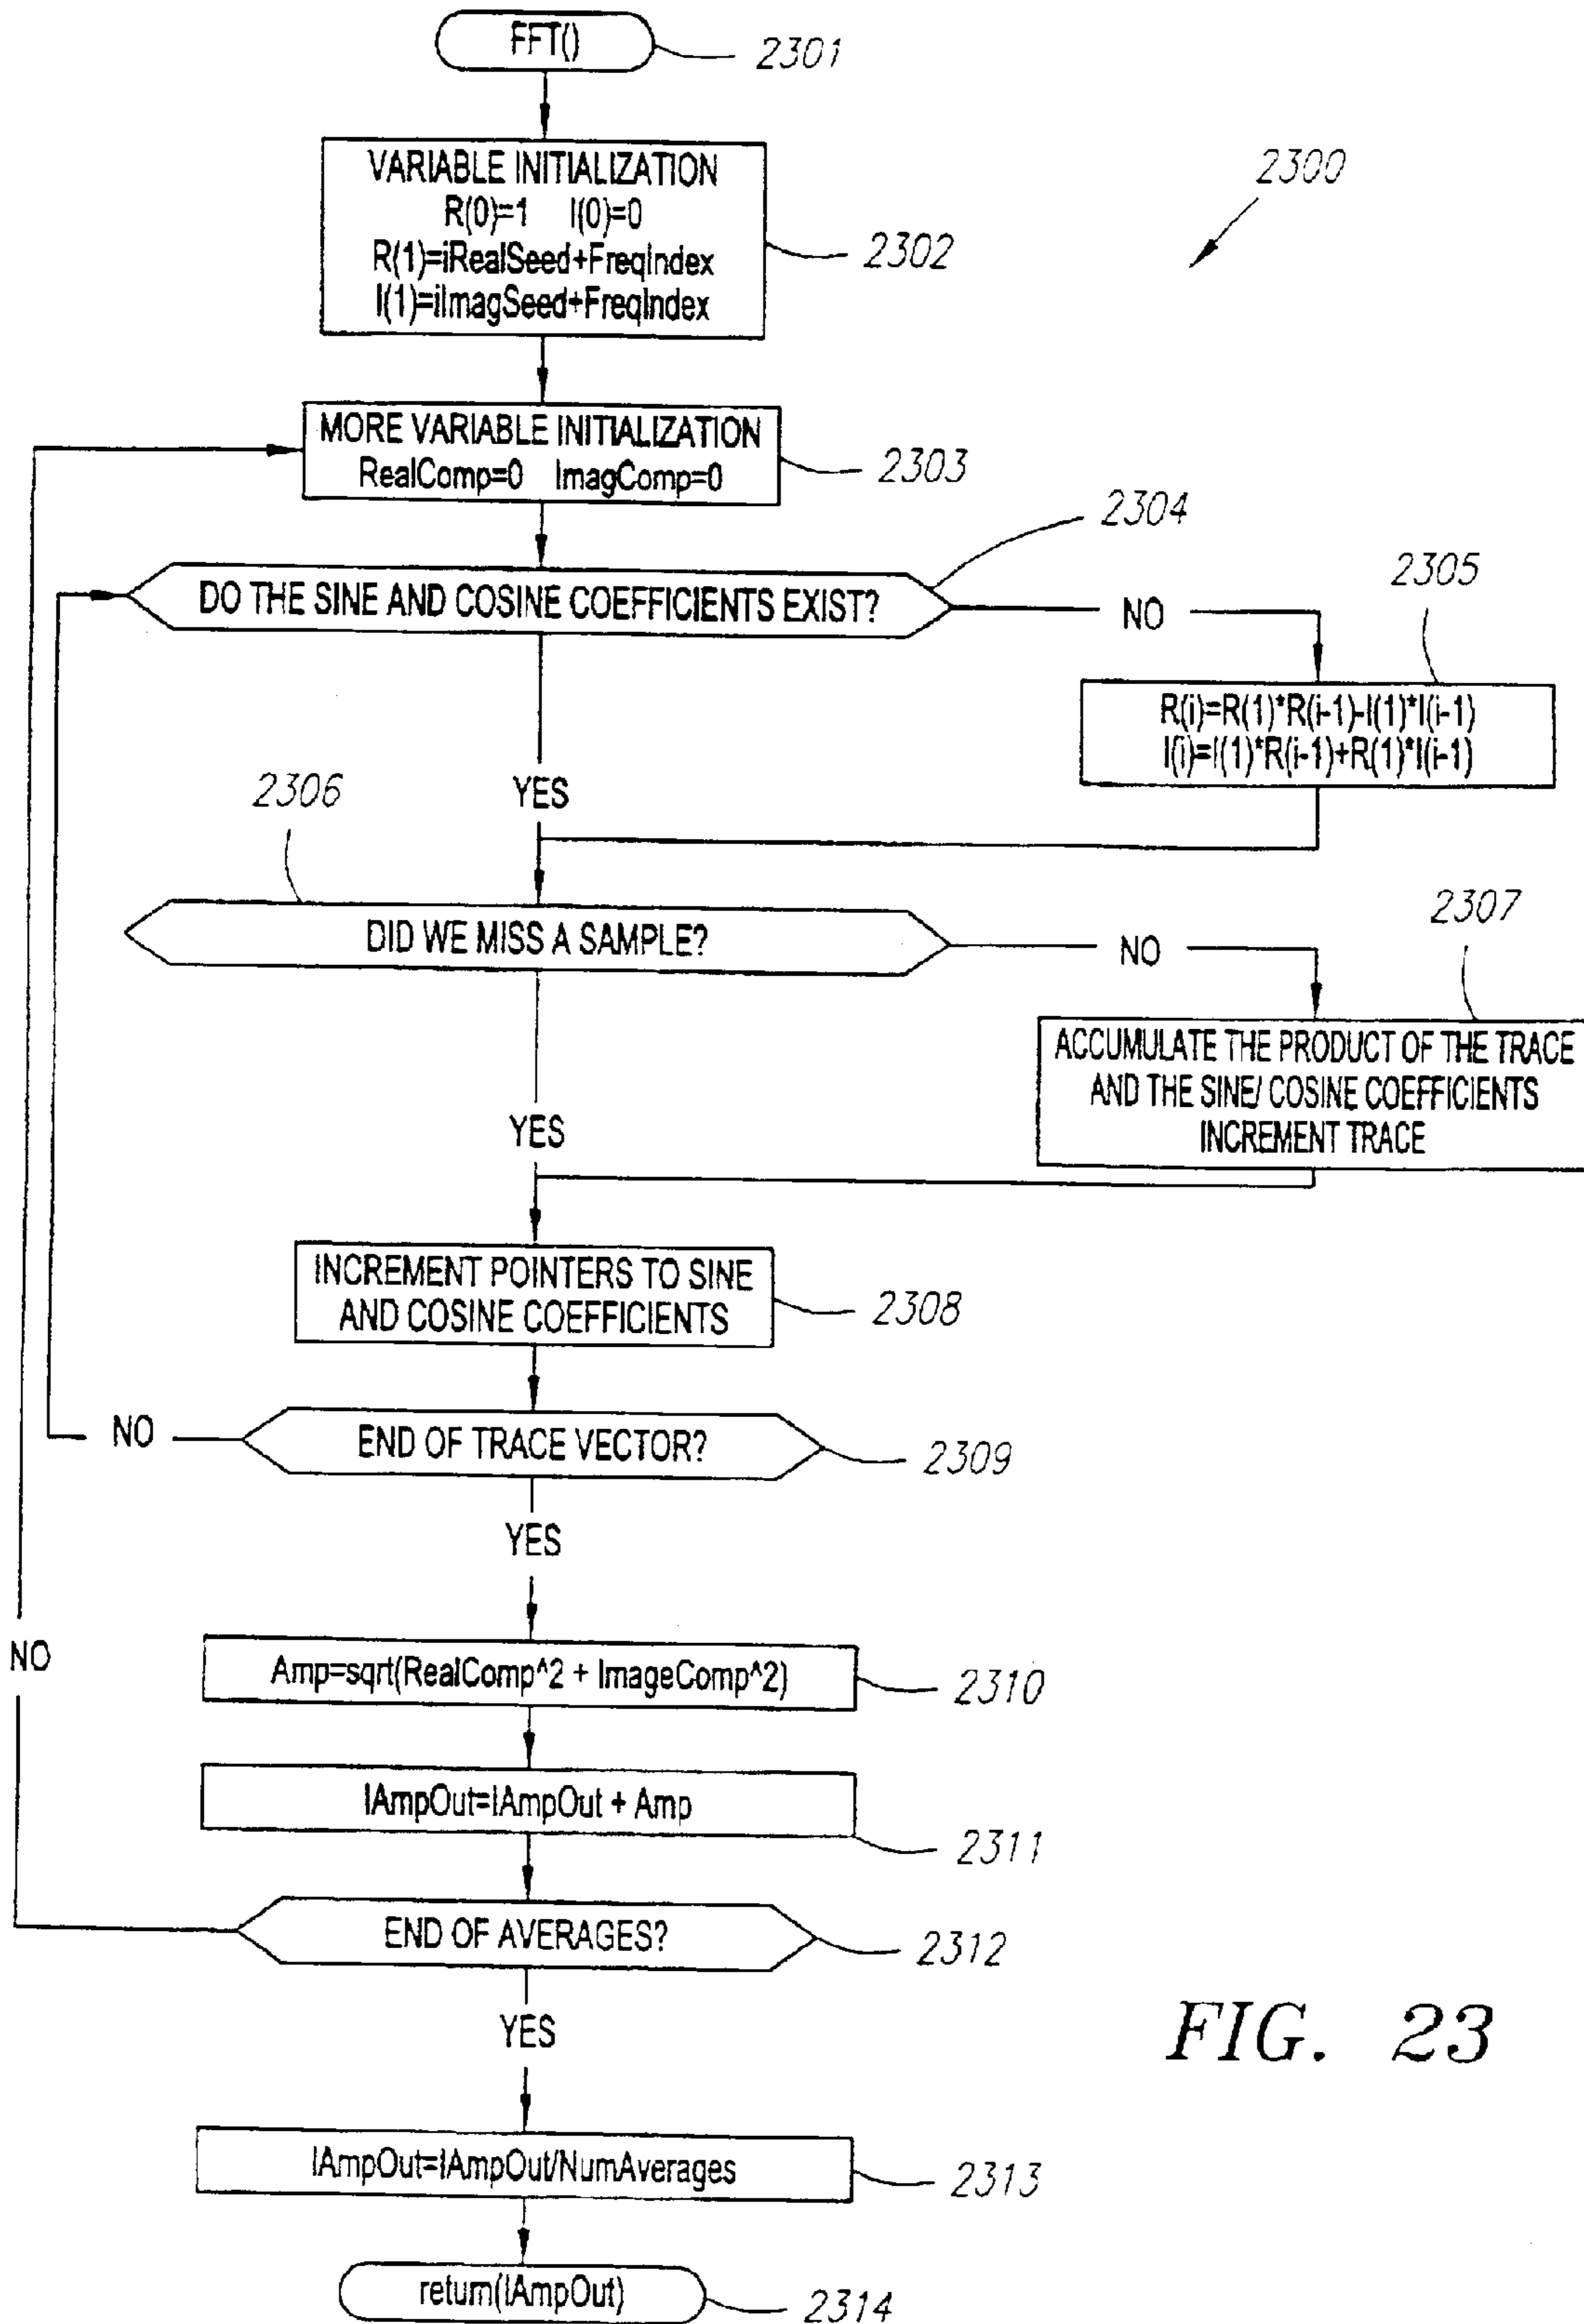 FFT()
2301
2300
VARIABLE INITIALIZATION
R(0)=1 I(0)=0
R(1)=iRealSeed+FreqIndex
I(1)=iImagSeed+FreqIndex
2302
MORE VARIABLE INITIALIZATION
RealComp=0 ImagComp=0
2303
2304
DO THE SINE AND COSINE COEFFICIENTS EXIST?
NO
2305
R(i)=R(1)*R(i-1)-I(1)*I(i-1)
I(i)=I(1)*R(i-1)+R(1)*I(i-1)
YES
2306
DID WE MISS A SAMPLE?
NO
2307
ACCUMULATE THE PRODUCT OF THE TRACE
AND THE SINE/ COSINE COEFFICIENTS
INCREMENT TRACE
YES
INCREMENT POINTERS TO SINE
AND COSINE COEFFICIENTS
2308
NO
END OF TRACE VECTOR?
2309
YES
NO
Amp=sqrt(RealComp^2 + ImageComp^2)
2310
lAmpOut=lAmpOut + Amp
2311
END OF AVERAGES?
2312
YES
FIG. 23
lAmpOut=lAmpOut/NumAverages
2313
return(lAmpOut)
2314